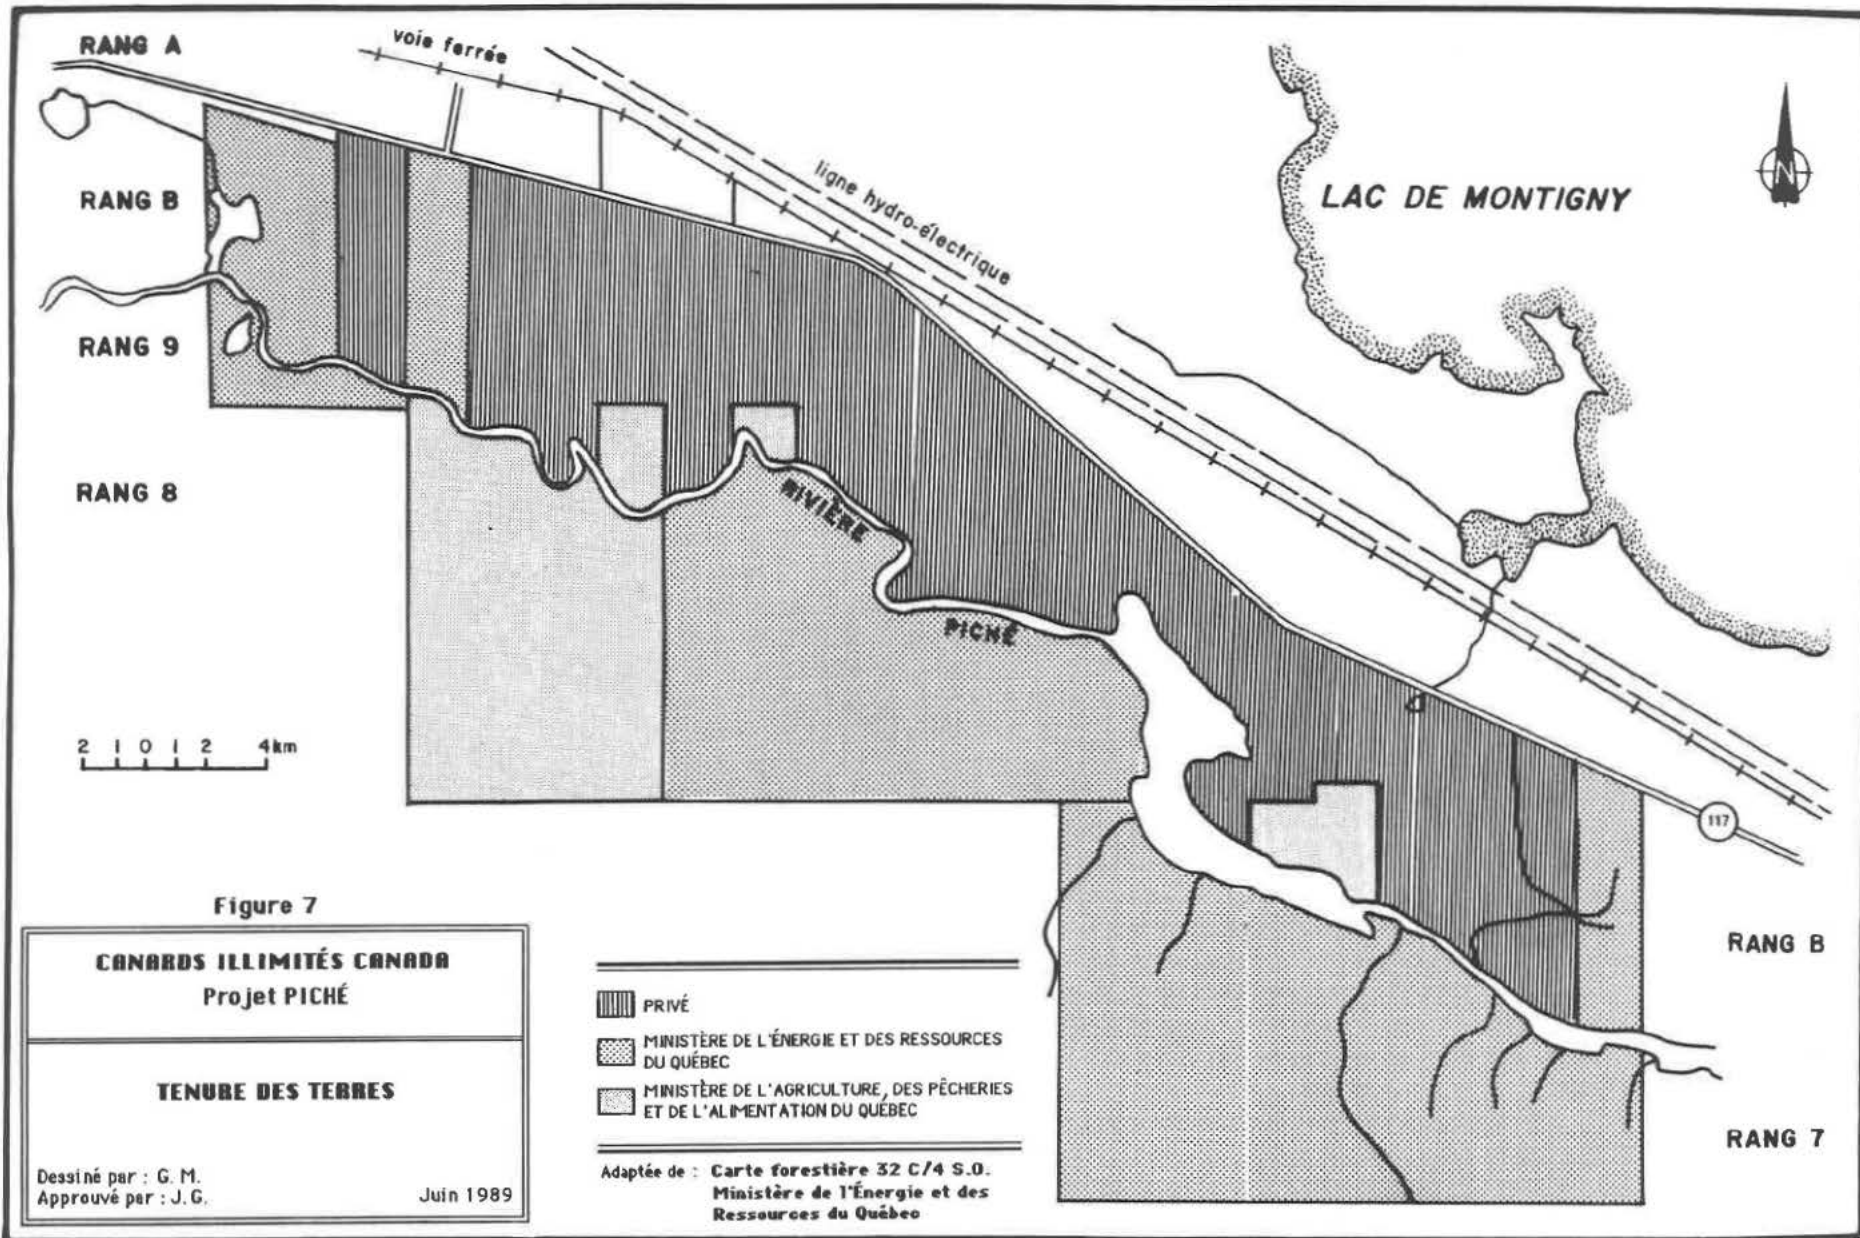 RANG A
voie ferrée
RANG B
ligne hydro-électrique
LAC DE MONTIGNY
N
RANG 9
RANG 8
RIVIÈRE
PICHÉ
2 1 0 1 2 4km
117
RANG B
RANG 7
Figure 7
CANARDS ILLIMITÉS CANADA
Projet PICHÉ
TENURE DES TERRES
Dessiné par : G. M.
Approuvé par : J. G.
Juin 1989
PRIVÉ
MINISTÈRE DE L'ÉNERGIE ET DES RESSOURCES
DU QUÉBEC
MINISTÈRE DE L'AGRICULTURE, DES PÊCHERIES
ET DE L'ALIMENTATION DU QUÉBEC
Adaptée de : Carte forestière 32 C/4 S.O.
Ministère de l'Énergie et des
Ressources du Québec